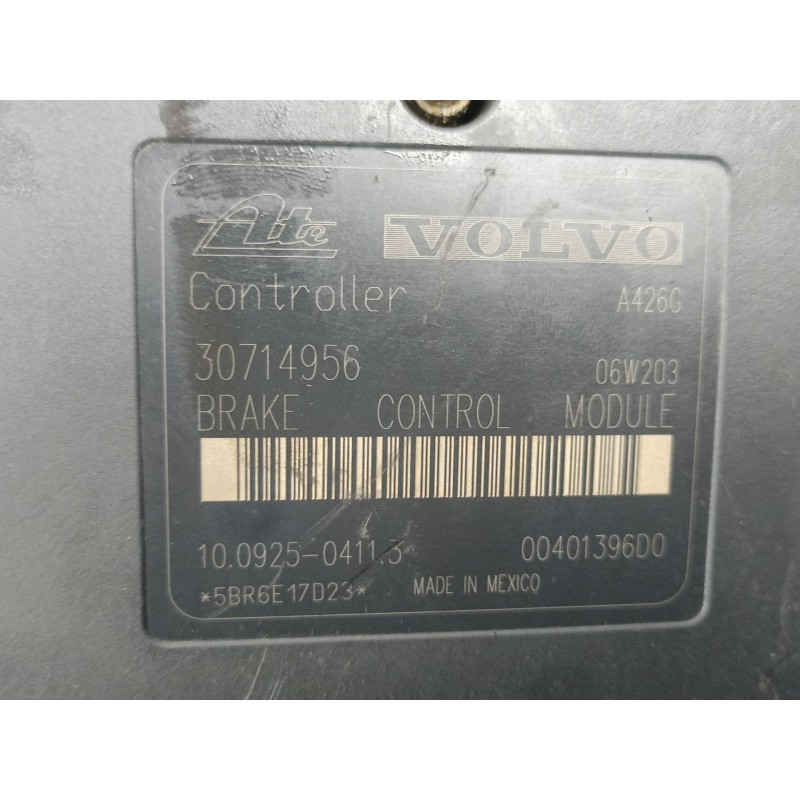 Ate VOLVO
Controller A426G
30714956 06W203
BRAKE CONTROL MODULE
10.0925-0411.3 00401396D0
*5BR6E17D23* MADE IN MEXICO